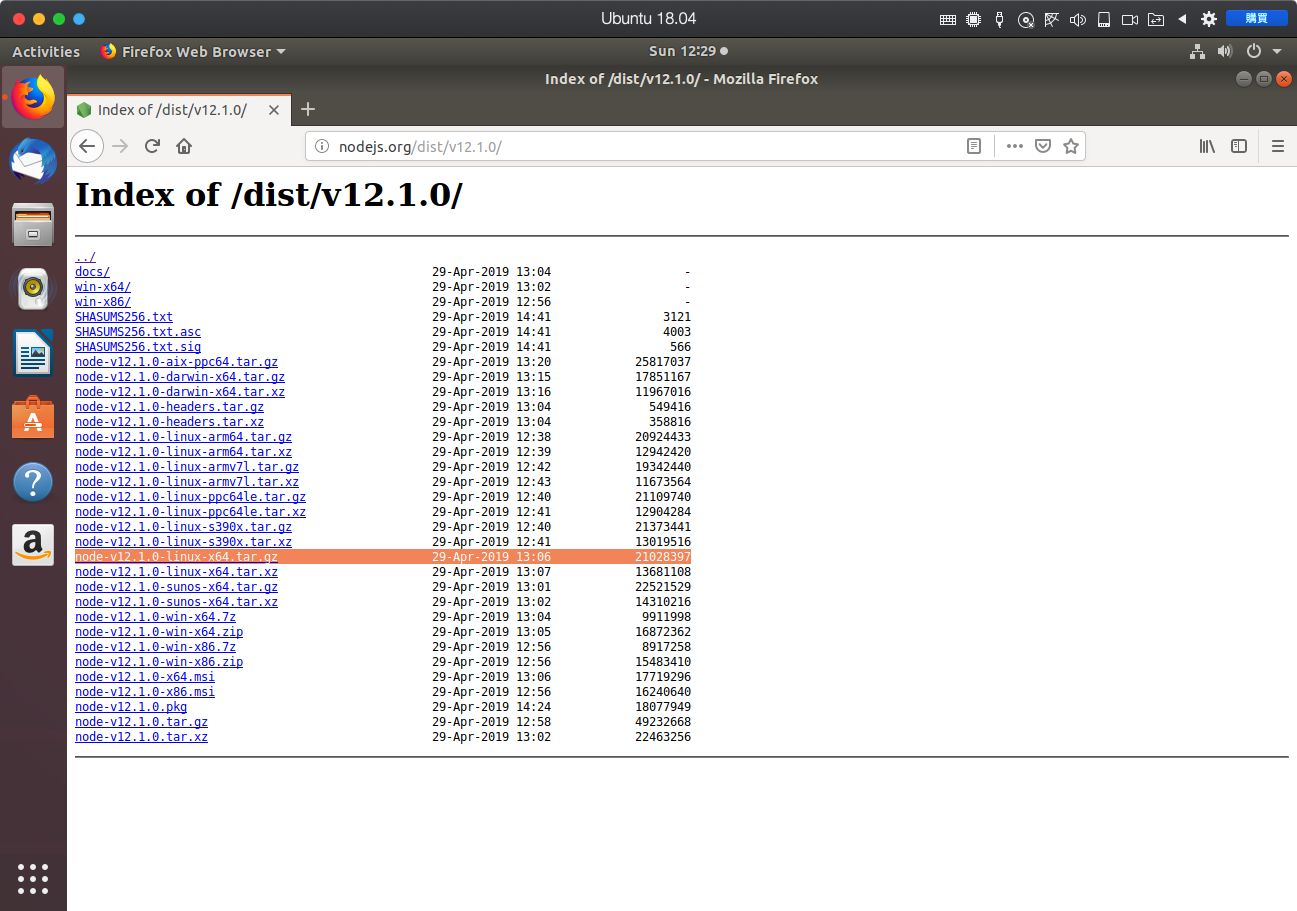 Ubuntu 18.04
購買
Activities Firefox Web Browser Sun 12:29
Index of /dist/v12.1.0/ - Mozilla Firefox
Index of /dist/v12.1.0/
nodejs.org/dist/v12.1.0/
Index of /dist/v12.1.0/
../
docs/ 29-Apr-2019 13:04 -
win-x64/ 29-Apr-2019 13:02 -
win-x86/ 29-Apr-2019 12:56 -
SHASUMS256.txt 29-Apr-2019 14:41 3121
SHASUMS256.txt.asc 29-Apr-2019 14:41 4003
SHASUMS256.txt.sig 29-Apr-2019 14:41 566
node-v12.1.0-aix-ppc64.tar.gz 29-Apr-2019 13:20 25817037
node-v12.1.0-darwin-x64.tar.gz 29-Apr-2019 13:15 17851167
node-v12.1.0-darwin-x64.tar.xz 29-Apr-2019 13:16 11967016
node-v12.1.0-headers.tar.gz 29-Apr-2019 13:04 549416
node-v12.1.0-headers.tar.xz 29-Apr-2019 13:04 358816
node-v12.1.0-linux-arm64.tar.gz 29-Apr-2019 12:38 20924433
node-v12.1.0-linux-arm64.tar.xz 29-Apr-2019 12:39 12942420
node-v12.1.0-linux-armv7l.tar.gz 29-Apr-2019 12:42 19342440
node-v12.1.0-linux-armv7l.tar.xz 29-Apr-2019 12:43 11673564
node-v12.1.0-linux-ppc64le.tar.gz 29-Apr-2019 12:40 21109740
node-v12.1.0-linux-ppc64le.tar.xz 29-Apr-2019 12:41 12904284
node-v12.1.0-linux-s390x.tar.gz 29-Apr-2019 12:40 21373441
node-v12.1.0-linux-s390x.tar.xz 29-Apr-2019 12:41 13019516
node-v12.1.0-linux-x64.tar.gz 29-Apr-2019 13:06 21028397
node-v12.1.0-linux-x64.tar.xz 29-Apr-2019 13:07 13681108
node-v12.1.0-sunos-x64.tar.gz 29-Apr-2019 13:01 22521529
node-v12.1.0-sunos-x64.tar.xz 29-Apr-2019 13:02 14310216
node-v12.1.0-win-x64.7z 29-Apr-2019 13:04 9911998
node-v12.1.0-win-x64.zip 29-Apr-2019 13:05 16872362
node-v12.1.0-win-x86.7z 29-Apr-2019 12:56 8917258
node-v12.1.0-win-x86.zip 29-Apr-2019 12:56 15483410
node-v12.1.0-x64.msi 29-Apr-2019 13:06 17719296
node-v12.1.0-x86.msi 29-Apr-2019 12:56 16240640
node-v12.1.0.pkg 29-Apr-2019 14:24 18077949
node-v12.1.0.tar.gz 29-Apr-2019 12:58 49232668
node-v12.1.0.tar.xz 29-Apr-2019 13:02 22463256